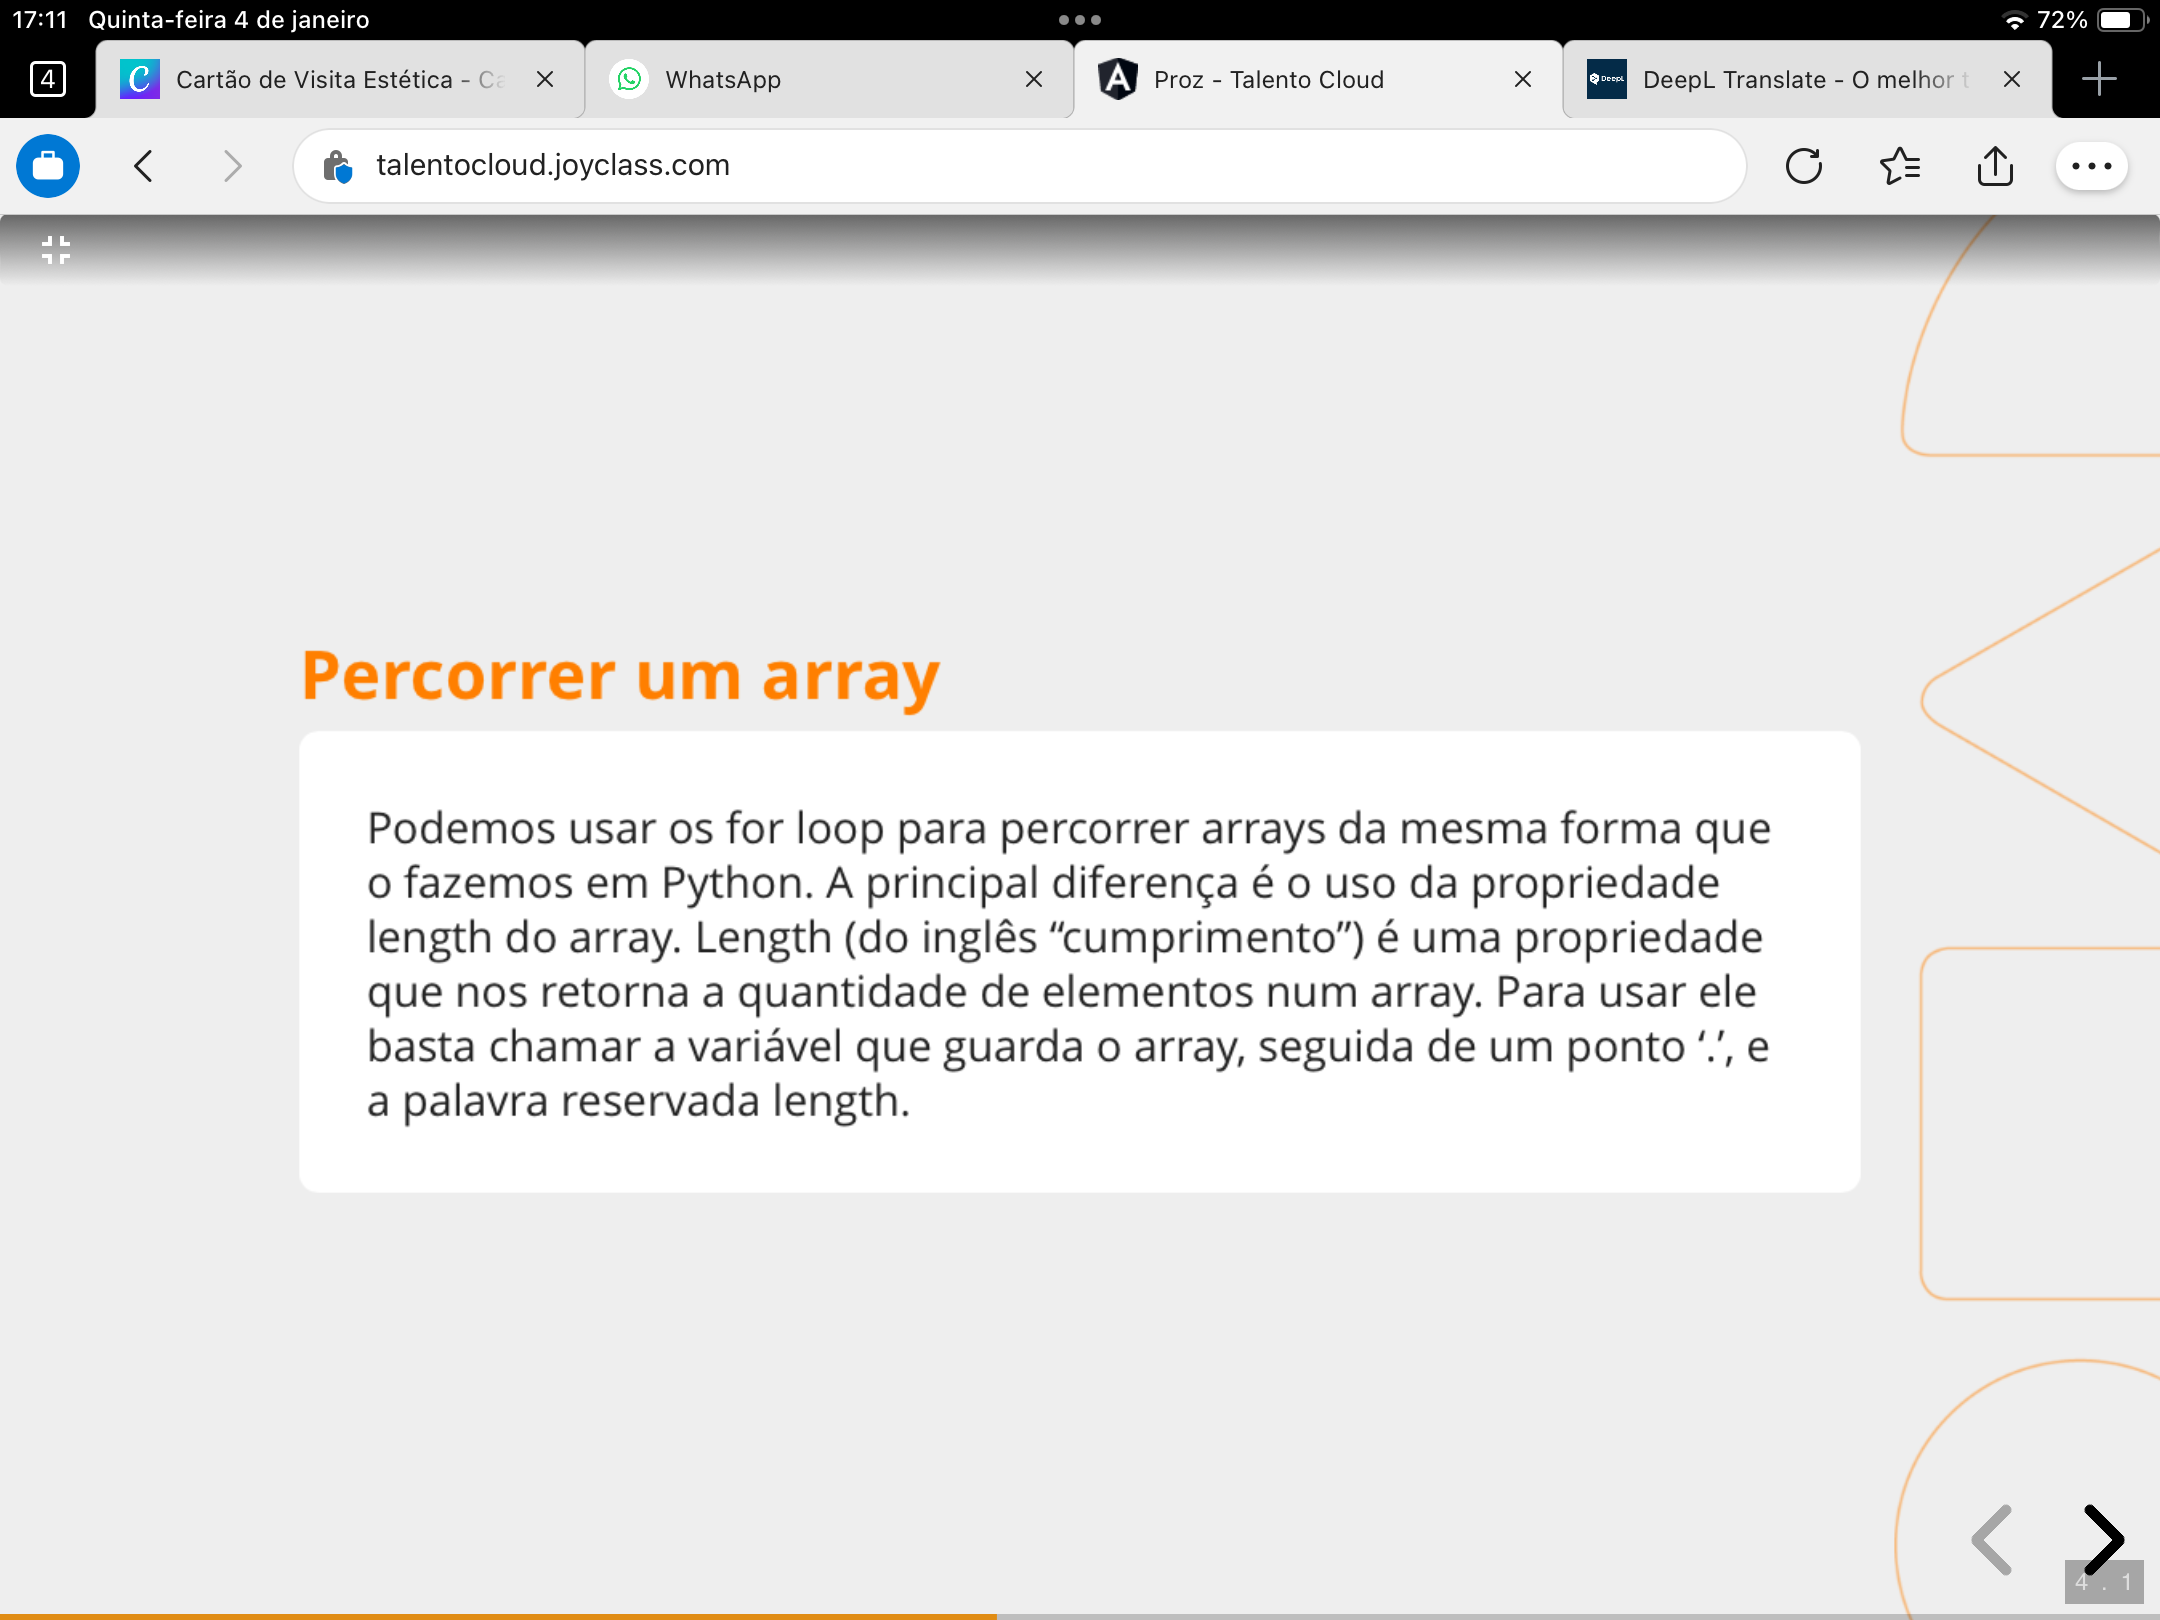 17:11 Quinta-feira 4 de janeiro
72%
4
Cartão de Visita Estética - Ca
WhatsApp
Proz - Talento Cloud
DeepL
DeepL Translate - O melhor t
talentocloud.joyclass.com
Percorrer um array
Podemos usar os for loop para percorrer arrays da mesma forma que
o fazemos em Python. A principal diferença é o uso da propriedade
length do array. Length (do inglês “cumprimento”) é uma propriedade
que nos retorna a quantidade de elementos num array. Para usar ele
basta chamar a variável que guarda o array, seguida de um ponto ‘.’, e
a palavra reservada length.
4 . 1